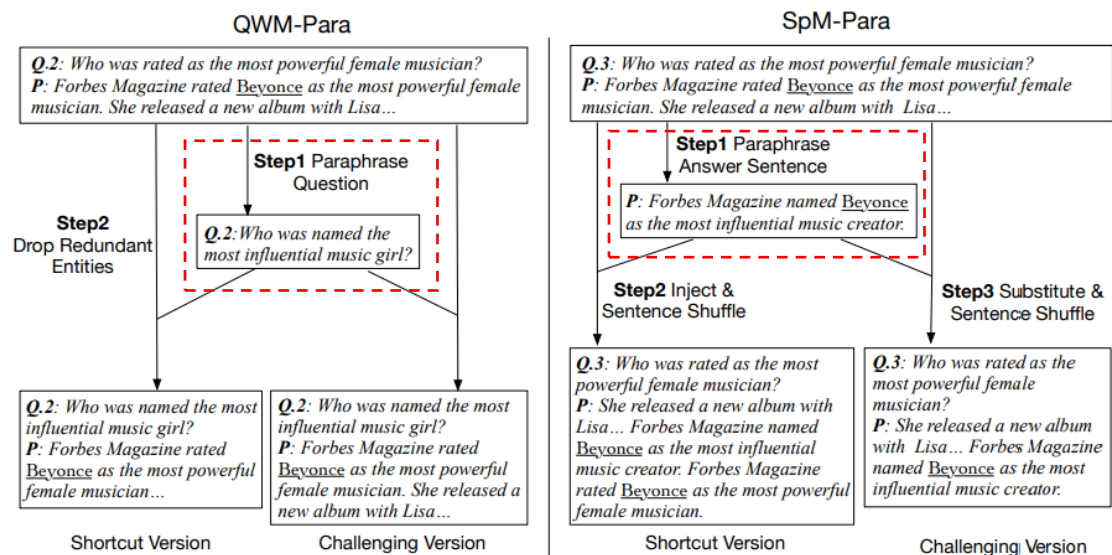 QWM-Para
Q.2: Who was rated as the most powerful female musician?
P: Forbes Magazine rated Beyonce as the most powerful female
musician. She released a new album with Lisa…
Step1 Paraphrase
Question
Step2
Drop Redundant
Entities
Q.2:Who was named the
most influential music girl?
Q.2: Who was named the most
influential music girl?
P: Forbes Magazine rated
Beyonce as the most powerful
female musician…
Shortcut Version
Q.2: Who was named the most
influential music girl?
P: Forbes Magazine rated
Beyonce as the most powerful
female musician. She released a
new album with Lisa…
Challenging Version
SpM-Para
Q.3: Who was rated as the most powerful female musician?
P: Forbes Magazine rated Beyonce as the most powerful female
musician. She released a new album with Lisa…
Step1 Paraphrase
Answer Sentence
P: Forbes Magazine named Beyonce
as the most influential music creator.
Step2 Inject &
Sentence Shuffle
Step3 Substitute &
Sentence Shuffle
Q.3: Who was rated as the most
powerful female musician?
P: She released a new album with
Lisa… Forbes Magazine named
Beyonce as the most influential
music creator. Forbes Magazine
rated Beyonce as the most powerful
female musician.
Shortcut Version
Q.3: Who was rated as the
most powerful female
musician?
P: She released a new album
with Lisa… Forbes Magazine
named Beyonce as the most
influential music creator.
Challenging Version